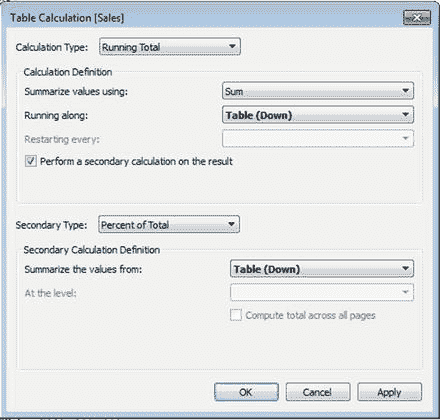 Table Calculation [Sales]
Calculation Type: Running Total
Calculation Definition
Summarize values using: Sum
Running along: Table (Down)
Restarting every:
Perform a secondary calculation on the result
Secondary Type: Percent of Total
Secondary Calculation Definition
Summarize the values from: Table (Down)
At the level:
Compute total across all pages
OK Cancel Apply